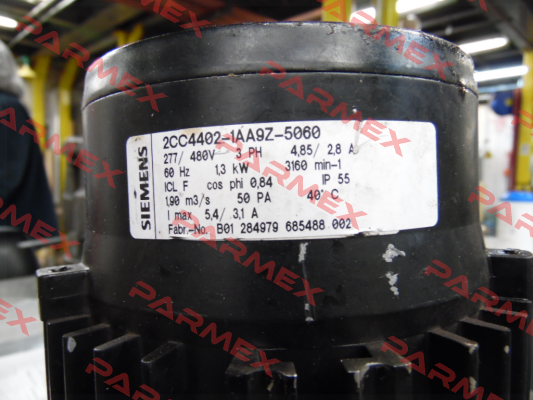 SIEMENS
2CC4402-1AA9Z-5060
277/ 480V 3 PH 4,85/ 2,8 A
60 Hz 1,3 kW 3160 min-1
ICL F cos phi 0,84 IP 55
1,90 m3/s 50 PA 40° C
I max 5,4/ 3,1 A
Fabr.-No. B01 284979 685488 002
PARMEX
PARMEX
PARMEX
PARMEX
PARMEX
PARMEX
PARMEX
PARMEX